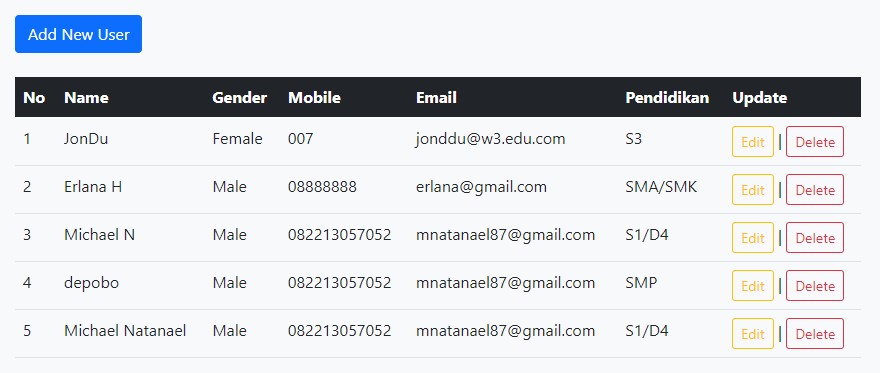 Add New User
No Name Gender Mobile Email Pendidikan Update
1 JonDu Female 007 jonddu@w3.edu.com S3 Edit | Delete
2 Erlana H Male 08888888 erlana@gmail.com SMA/SMK Edit | Delete
3 Michael N Male 082213057052 mnatanael87@gmail.com S1/D4 Edit | Delete
4 depobo Male 082213057052 mnatanael87@gmail.com SMP Edit | Delete
5 Michael Natanael Male 082213057052 mnatanael87@gmail.com S1/D4 Edit | Delete